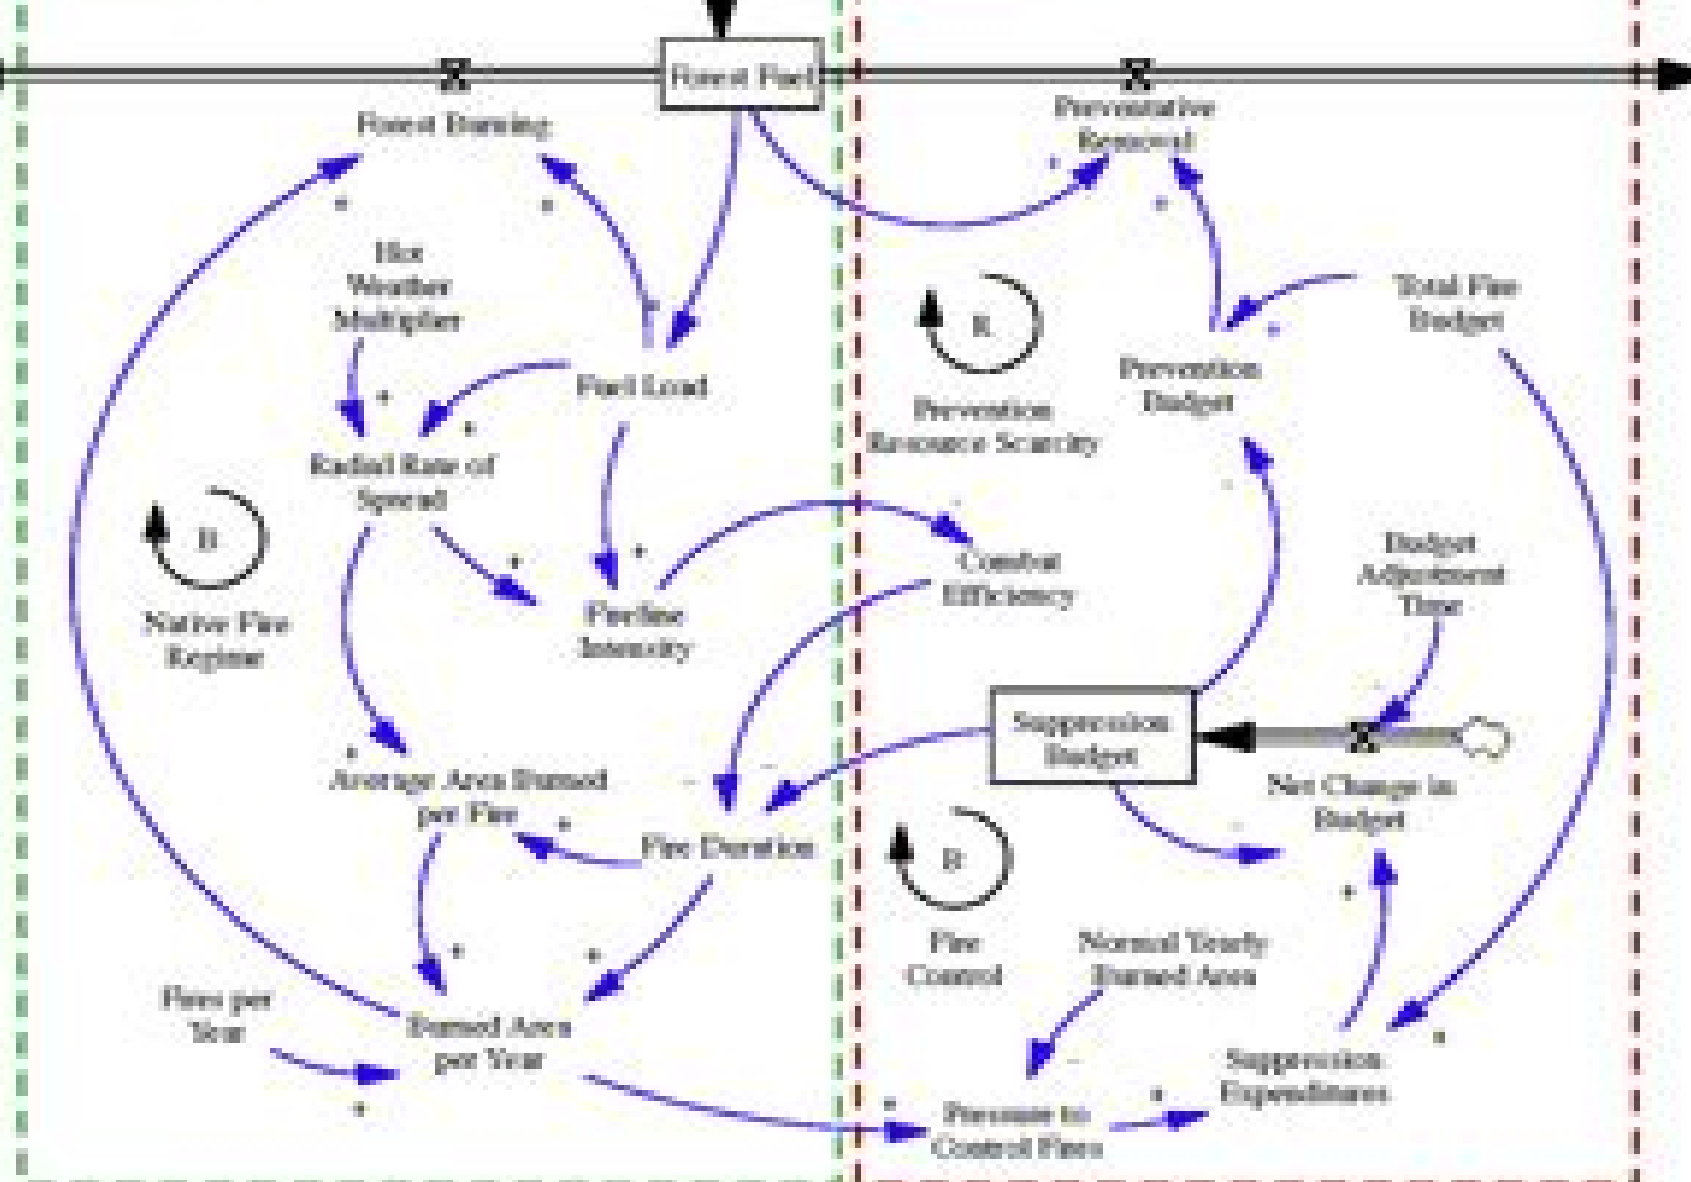 Forest Fuel
Forest Burning
Preventative
Removal
Hot
Weather
Multiplier
Total Fire
Budget
R
Fuel Load
Prevention
Budget
Prevention
Resource Scarcity
Radial Rate of
Spread
B
Combat
Efficiency
Budget
Adjustment
Time
Native Fire
Regime
Fireline
Intensity
Suppression
Budget
Net Change in
Budget
Average Area Burned
per Fire
Fire Duration
B
Fire
Control
Normal Yearly
Burned Area
Fires per
Year
Burned Area
per Year
Suppression
Expenditures
Pressure to
Control Fires